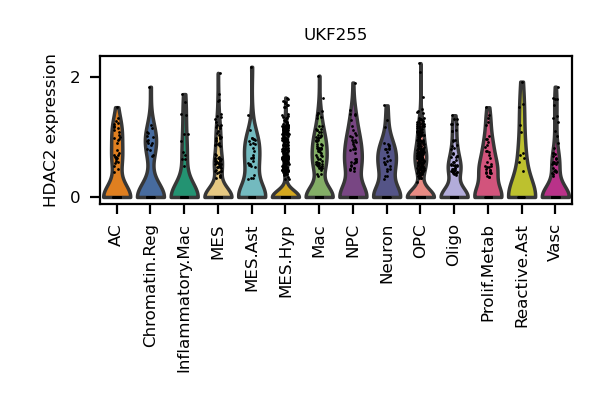 UKF255
HDAC2 expression
2
0
AC
Chromatin.Reg
Inflammatory.Mac
MES
MES.Ast
MES.Hyp
Mac
NPC
Neuron
OPC
Oligo
Prolif.Metab
Reactive.Ast
Vasc